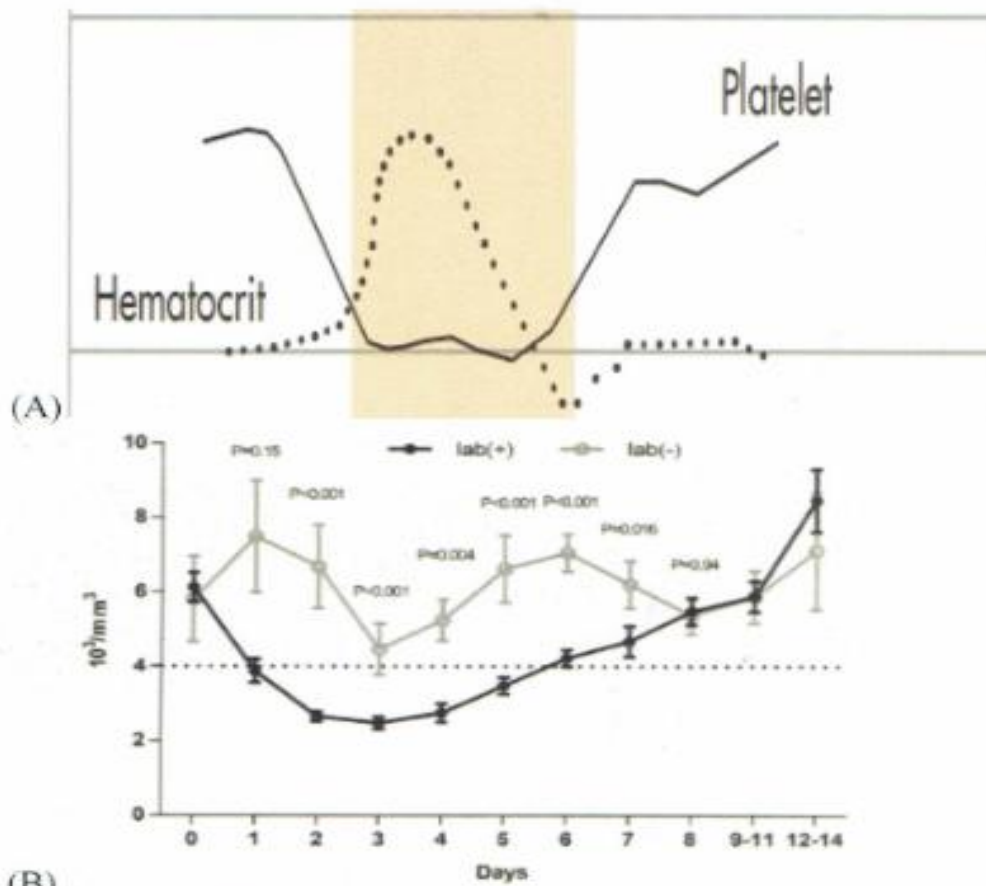 Platelet
Hematocrit
(A)
10
lab(+)
lab(-)
P=0.15
P<0.001
P<0.001 P<0.001
8
P=0.004
P=0.016
P=0.94
P<0.001
6
10³/mm³
4
2
0
0 1 2 3 4 5 6 7 8 9-11 12-14
Days
(B)